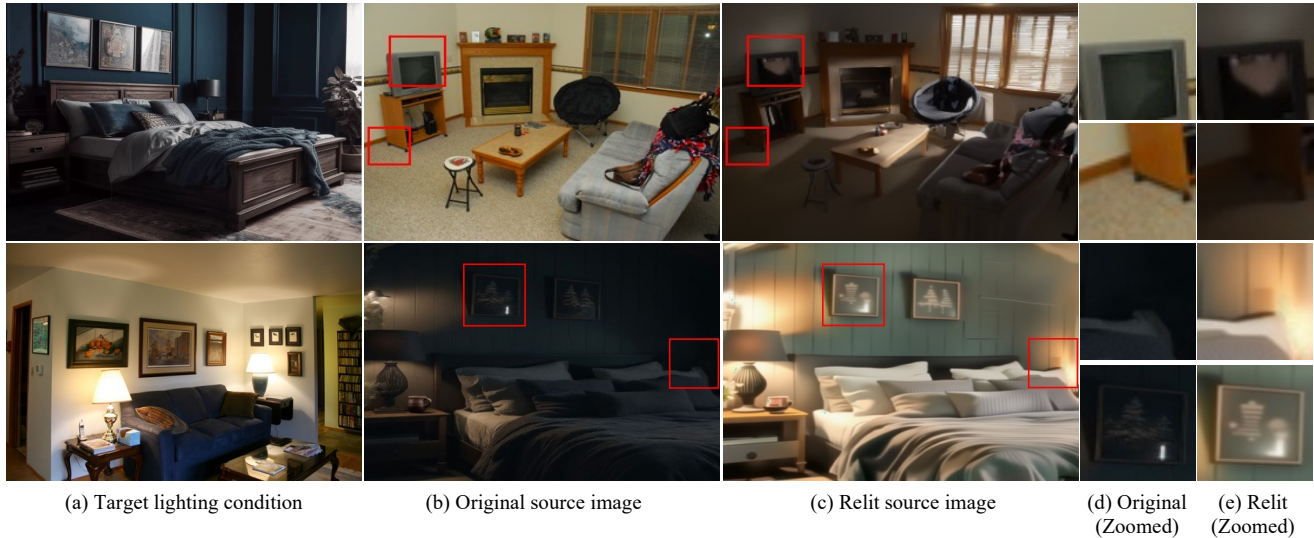 (a) Target lighting condition
(b) Original source image
(c) Relit source image
(d) Original
(Zoomed)
(e) Relit
(Zoomed)